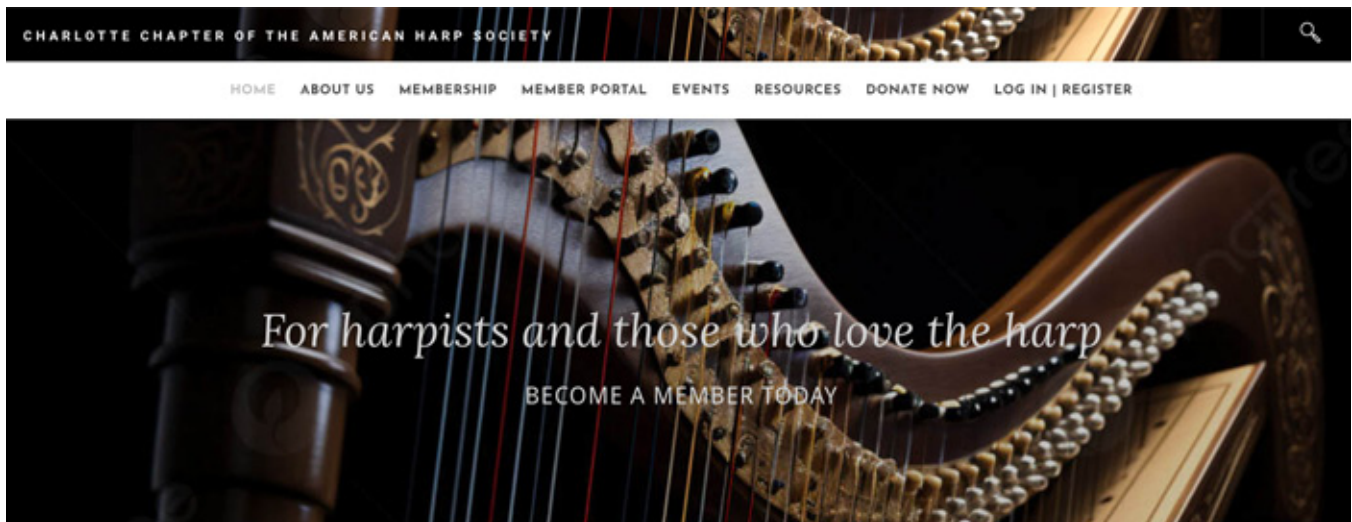 CHARLOTTE CHAPTER OF THE AMERICAN HARP SOCIETY
HOME ABOUT US MEMBERSHIP MEMBER PORTAL EVENTS RESOURCES DONATE NOW LOG IN | REGISTER
For harpists and those who love the harp
BECOME A MEMBER TODAY